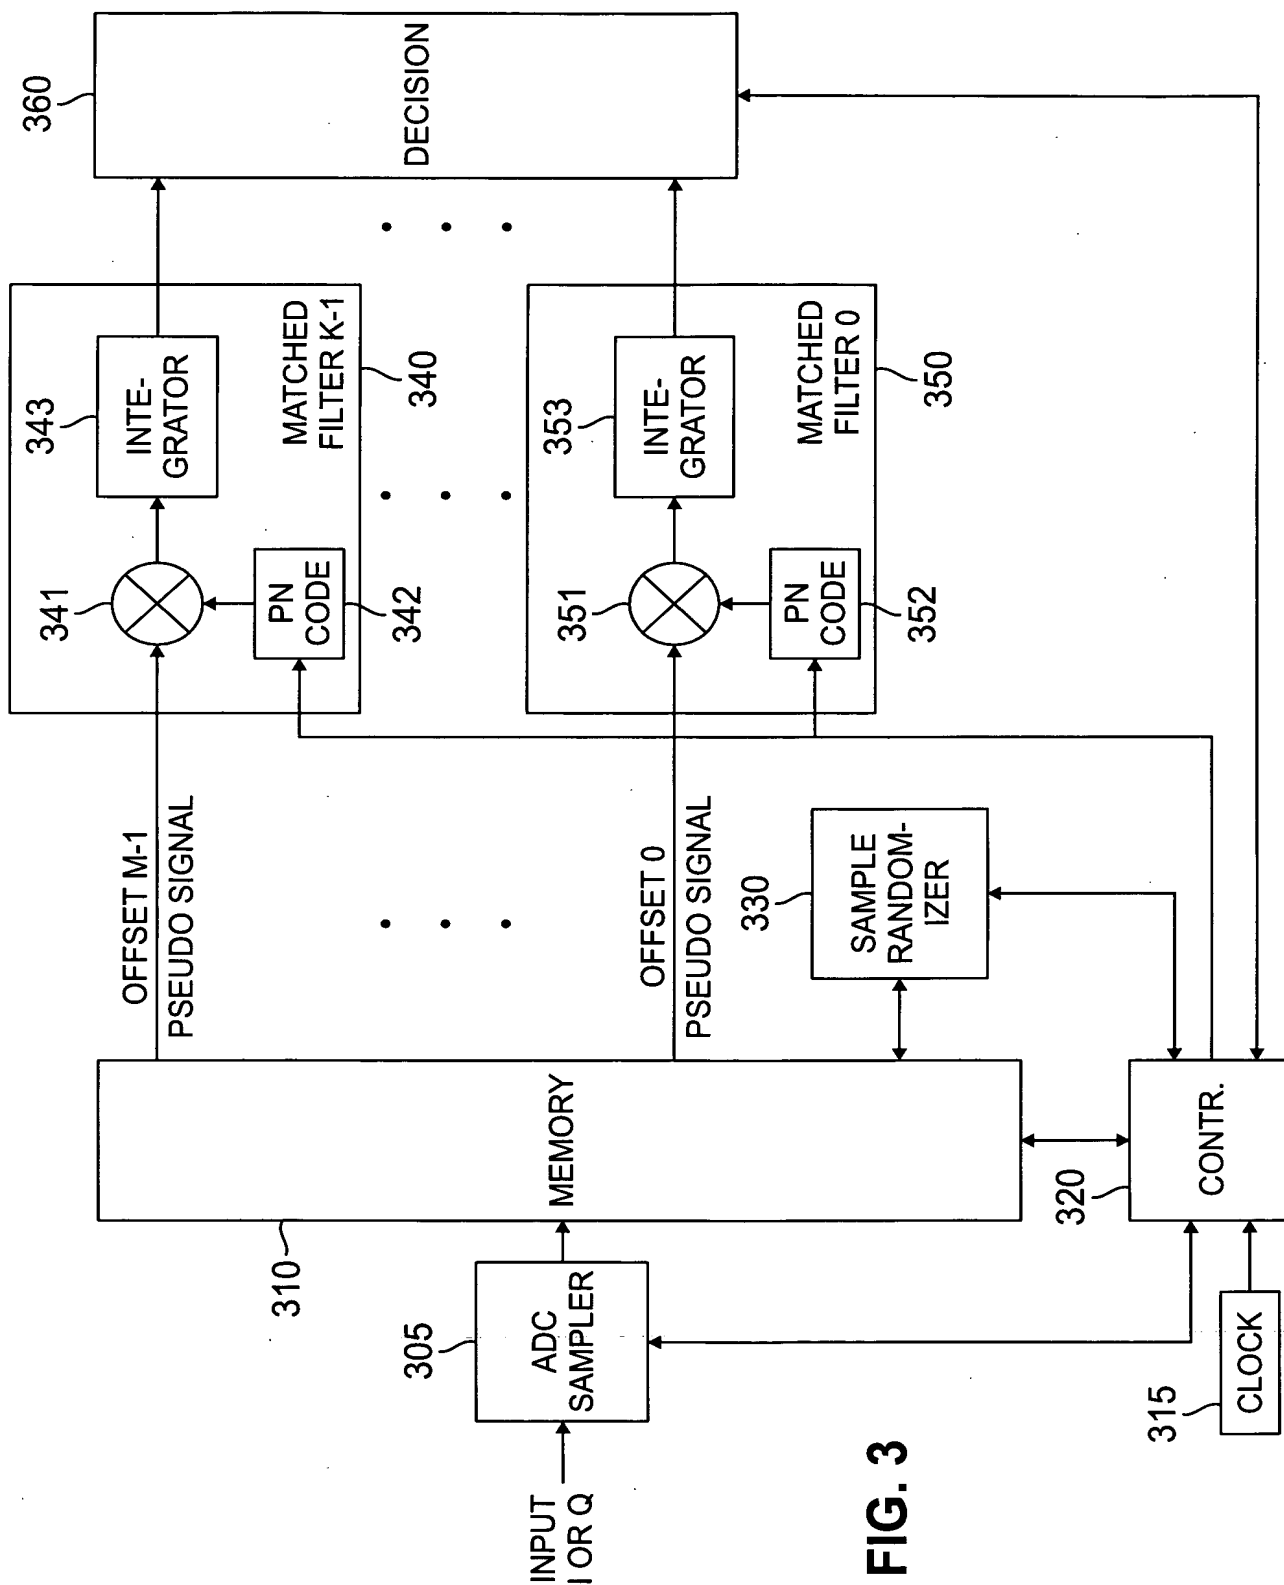 INPUT
I OR Q
305
ADC
SAMPLER
310
MEMORY
315
CLOCK
320
CONTR.
OFFSET M-1
PSEUDO SIGNAL
OFFSET 0
PSEUDO SIGNAL
330
SAMPLE
RANDOM-
IZER
341
PN
CODE
342
343
INTE-
GRATOR
MATCHED
FILTER K-1
340
351
PN
CODE
352
353
INTE-
GRATOR
MATCHED
FILTER 0
350
360
DECISION
FIG. 3